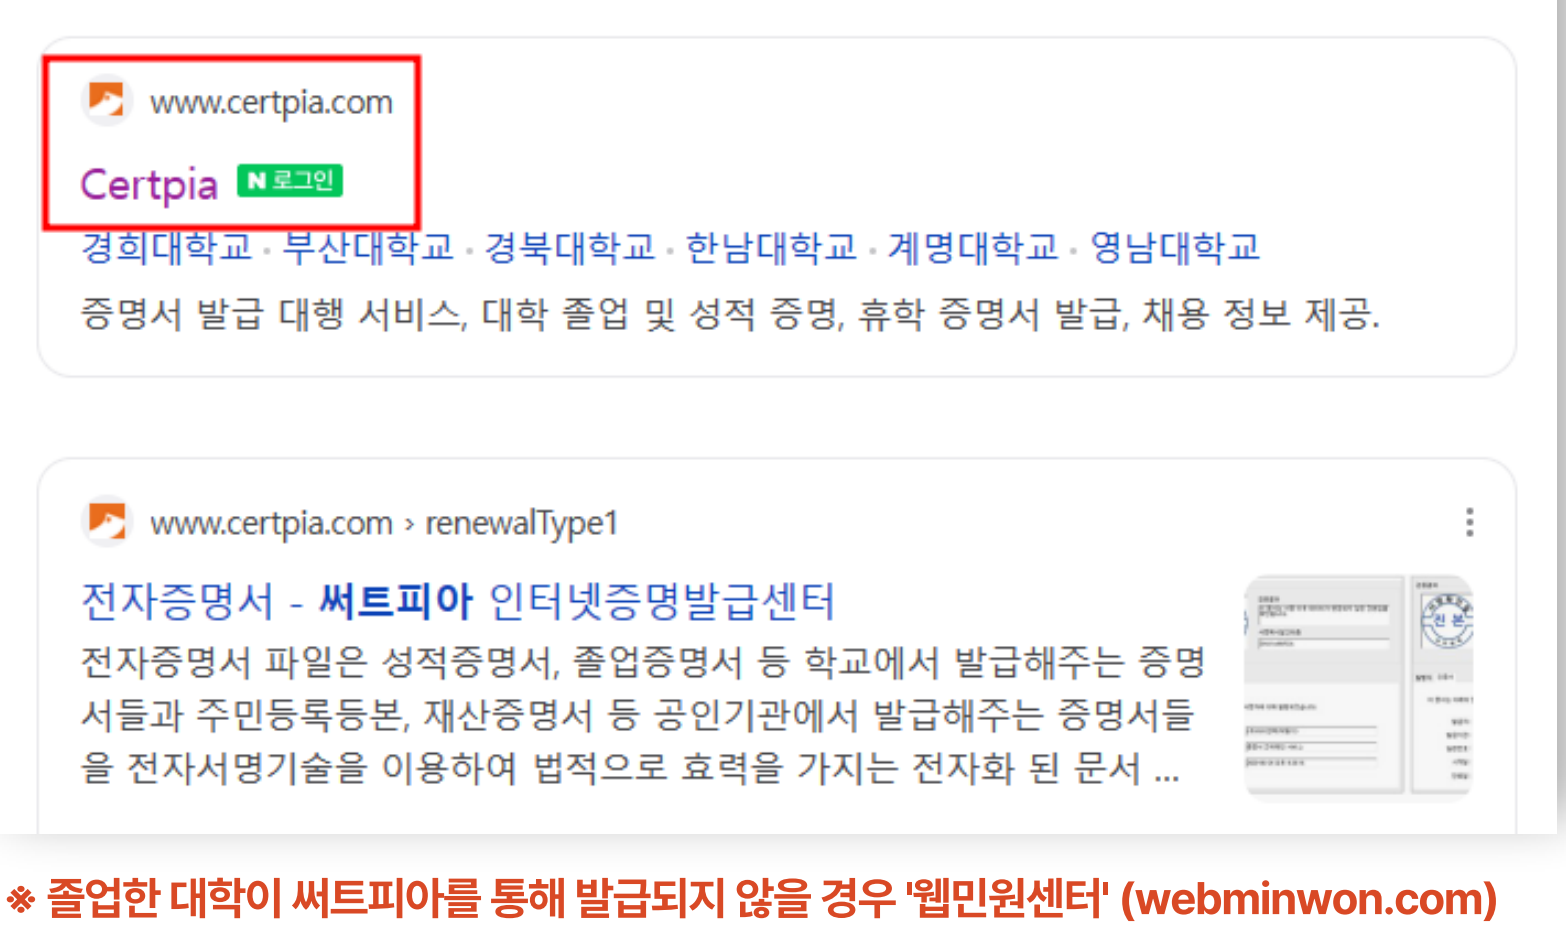 www.certpia.com
Certpia N 로그인
경희대학교 · 부산대학교 · 경북대학교 · 한남대학교 · 계명대학교 · 영남대학교
증명서 발급 대행 서비스, 대학 졸업 및 성적 증명, 휴학 증명서 발급, 채용 정보 제공.
www.certpia.com › renewalType1
전자증명서 - 써트피아 인터넷증명발급센터
전자증명서 파일은 성적증명서, 졸업증명서 등 학교에서 발급해주는 증명
서들과 주민등록등본, 재산증명서 등 공인기관에서 발급해주는 증명서들
을 전자서명기술을 이용하여 법적으로 효력을 가지는 전자화 된 문서 ...
진본
※ 졸업한 대학이 써트피아를 통해 발급되지 않을 경우 '웹민원센터' (webminwon.com)